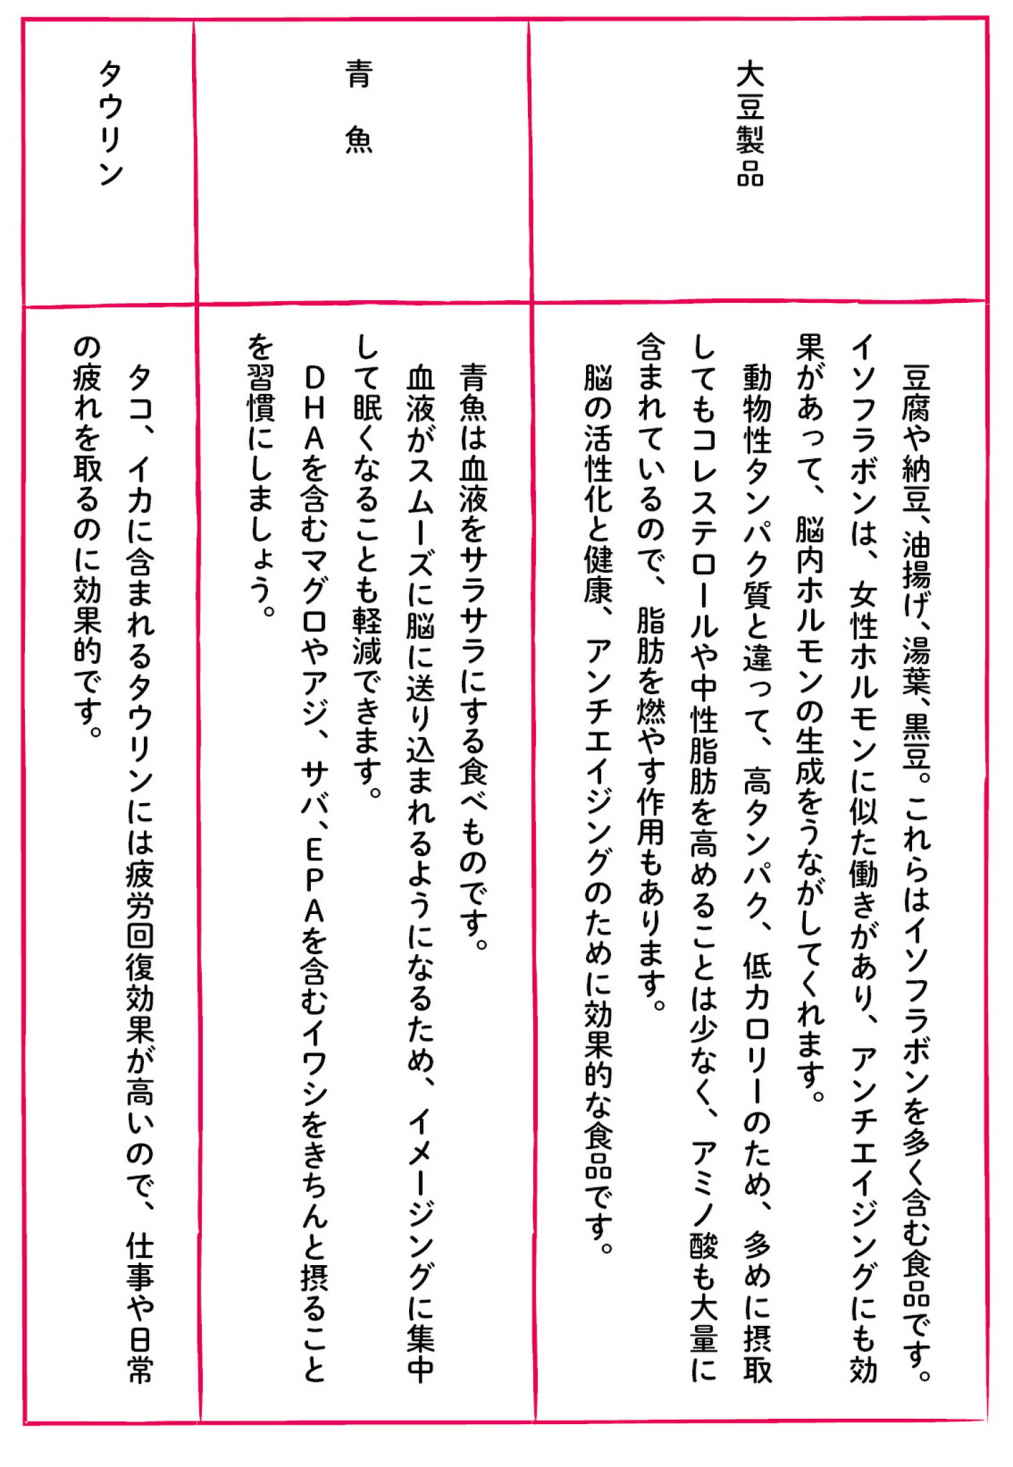 大豆製品
豆腐や納豆、油揚げ、湯葉、黒豆。これらはイソフラボンを多く含む食品です。
イソフラボンは、女性ホルモンに似た働きがあり、アンチエイジングにも効
果があって、脳内ホルモンの生成をうながしてくれます。
動物性タンパク質と違って、高タンパク、低カロリーのため、多めに摂取
してもコレステロールや中性脂肪を高めることは少なく、アミノ酸も大量に
含まれているので、脂肪を燃やす作用もあります。
脳の活性化と健康、アンチエイジングのために効果的な食品です。
青魚
青魚は血液をサラサラにする食べものです。
血液がスムーズに脳に送り込まれるようになるため、イメージングに集中
して眠くなることも軽減できます。
DHAを含むマグロやアジ、サバ、EPAを含むイワシをきちんと摂ること
を習慣にしましょう。
タウリン
タコ、イカに含まれるタウリンには疲労回復効果が高いので、仕事や日常
の疲れを取るのに効果的です。